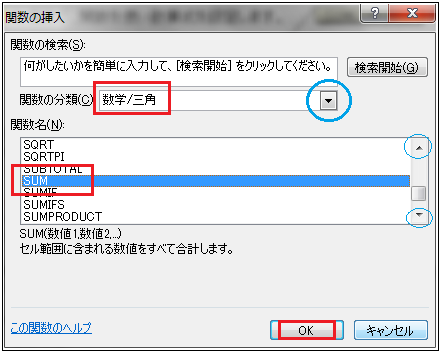 関数の挿入
関数の検索(S):
何がしたいかを簡単に入力して、[検索開始] をクリックしてください。
検索開始(G)
関数の分類(C)
数学/三角
関数名(N):
SQRT
SQRTPI
SUBTOTAL
SUM
SUMIF
SUMIFS
SUMPRODUCT
SUM(数値1,数値2,...)
セル範囲に含まれる数値をすべて合計します。
この関数のヘルプ
OK
キャンセル